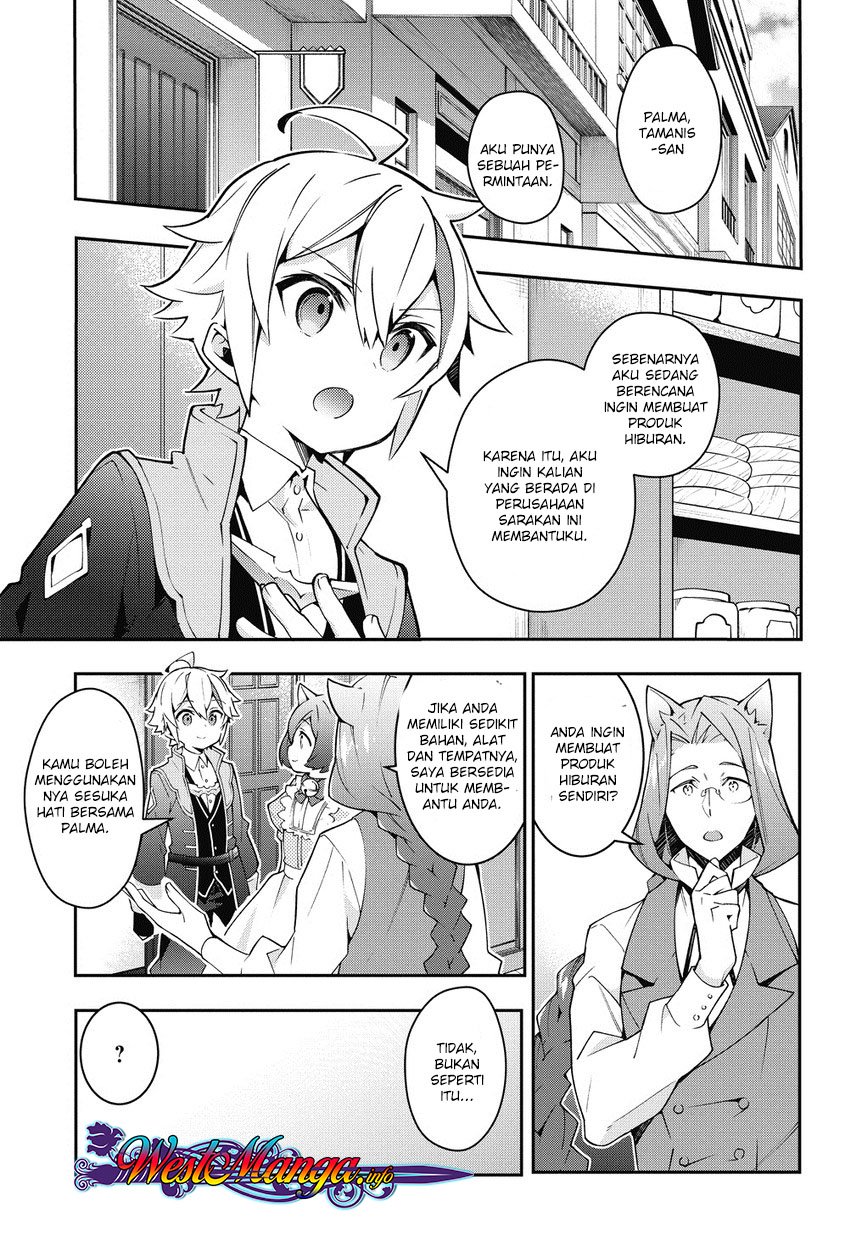 PALMA,
TAMANIS
-SAN
AKU PUNYA
SEBUAH PE-
RMINTAAN.
SEBENARNYA
AKU SEDANG
BERENCANA
INGIN MEMBUAT
PRODUK
HIBURAN.
KARENA ITU, AKU
INGIN KALIAN
YANG BERADA DI
PERUSAHAAN
SARAKAN INI
MEMBANTUKU.
ANDA INGIN
MEMBUAT
PRODUK
HIBURAN
SENDIRI?
JIKA ANDA
MEMILIKI SEDIKIT
BAHAN, ALAT
DAN TEMPATNYA,
SAYA BERSEDIA
UNTUK MEMB-
ANTU ANDA.
KAMU BOLEH
MENGGUNAKAN
NYA SESUKA
HATI BERSAMA
PALMA.
TIDAK,
BUKAN
SEPERTI
ITU...
?
WestManga.info